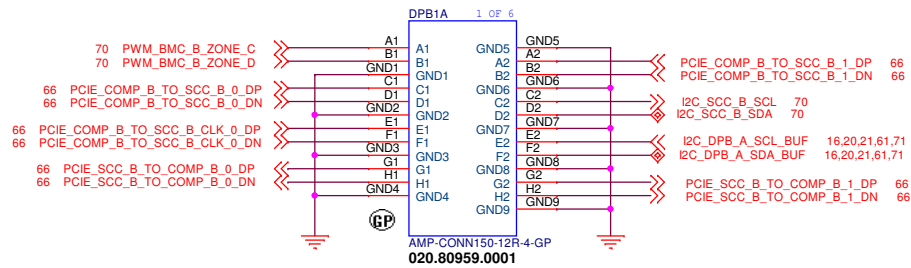 DPB1A 1 OF 6
70 PWM_BMC_B_ZONE_C A1 A1
70 PWM_BMC_B_ZONE_D B1 B1
GND1 GND1
66 PCIE_COMP_B_TO_SCC_B_0_DP C1 C1
66 PCIE_COMP_B_TO_SCC_B_0_DN D1 D1
GND2 GND2
66 PCIE_COMP_B_TO_SCC_B_CLK_0_DP E1 E1
66 PCIE_COMP_B_TO_SCC_B_CLK_0_DN F1 F1
GND3 GND3
66 PCIE_SCC_B_TO_COMP_B_0_DP G1 G1
66 PCIE_SCC_B_TO_COMP_B_0_DN H1 H1
GND4 GND4
GND5 GND5
A2 A2 PCIE_COMP_B_TO_SCC_B_1_DP 66
B2 B2 PCIE_COMP_B_TO_SCC_B_1_DN 66
GND6 GND6
C2 C2 I2C_SCC_B_SCL 70
D2 D2 I2C_SCC_B_SDA 70
GND7 GND7
E2 E2 I2C_DPB_A_SCL_BUF 16,20,21,61,71
F2 F2 I2C_DPB_A_SDA_BUF 16,20,21,61,71
GND8 GND8
G2 G2 PCIE_SCC_B_TO_COMP_B_1_DP 66
H2 H2 PCIE_SCC_B_TO_COMP_B_1_DN 66
GND9 GND9
GP
AMP-CONN150-12R-4-GP
020.80959.0001